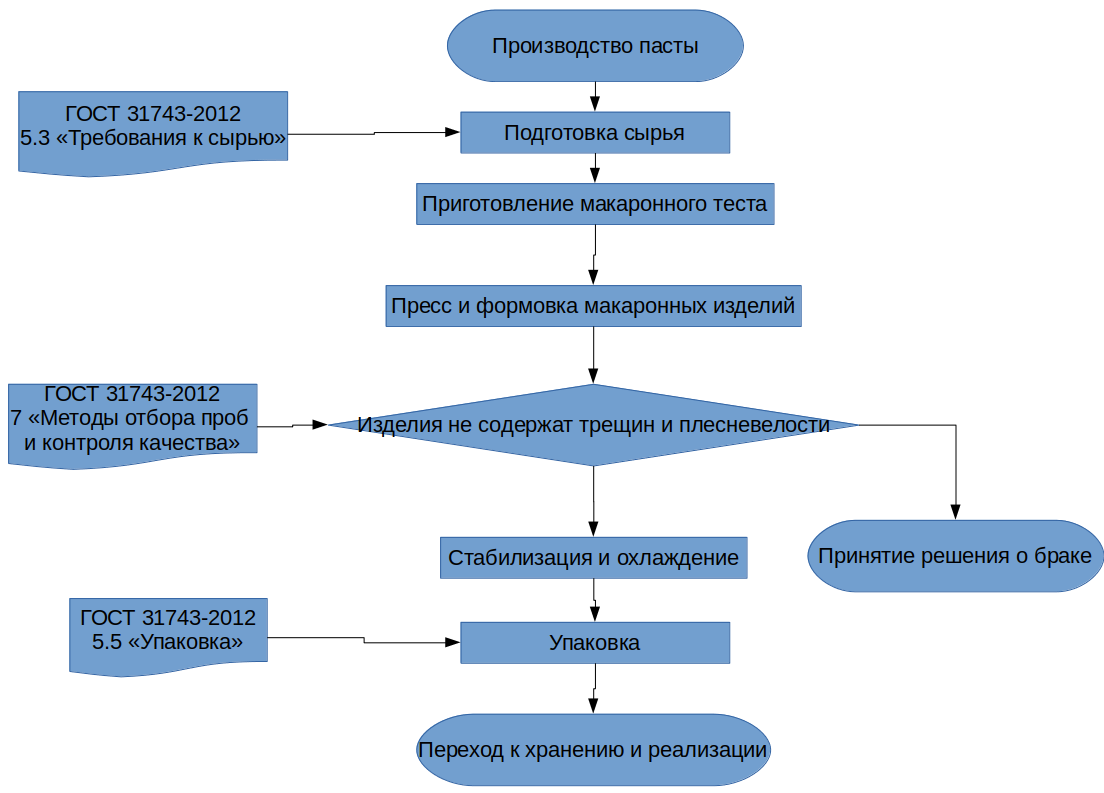 Производство пасты
ГОСТ 31743-2012
5.3 «Требования к сырью»
Подготовка сырья
Приготовление макаронного теста
Пресс и формовка макаронных изделий
ГОСТ 31743-2012
7 «Методы отбора проб
и контроля качества»
Изделия не содержат трещин и плесневелости
Принятие решения о браке
Стабилизация и охлаждение
ГОСТ 31743-2012
5.5 «Упаковка»
Упаковка
Переход к хранению и реализации